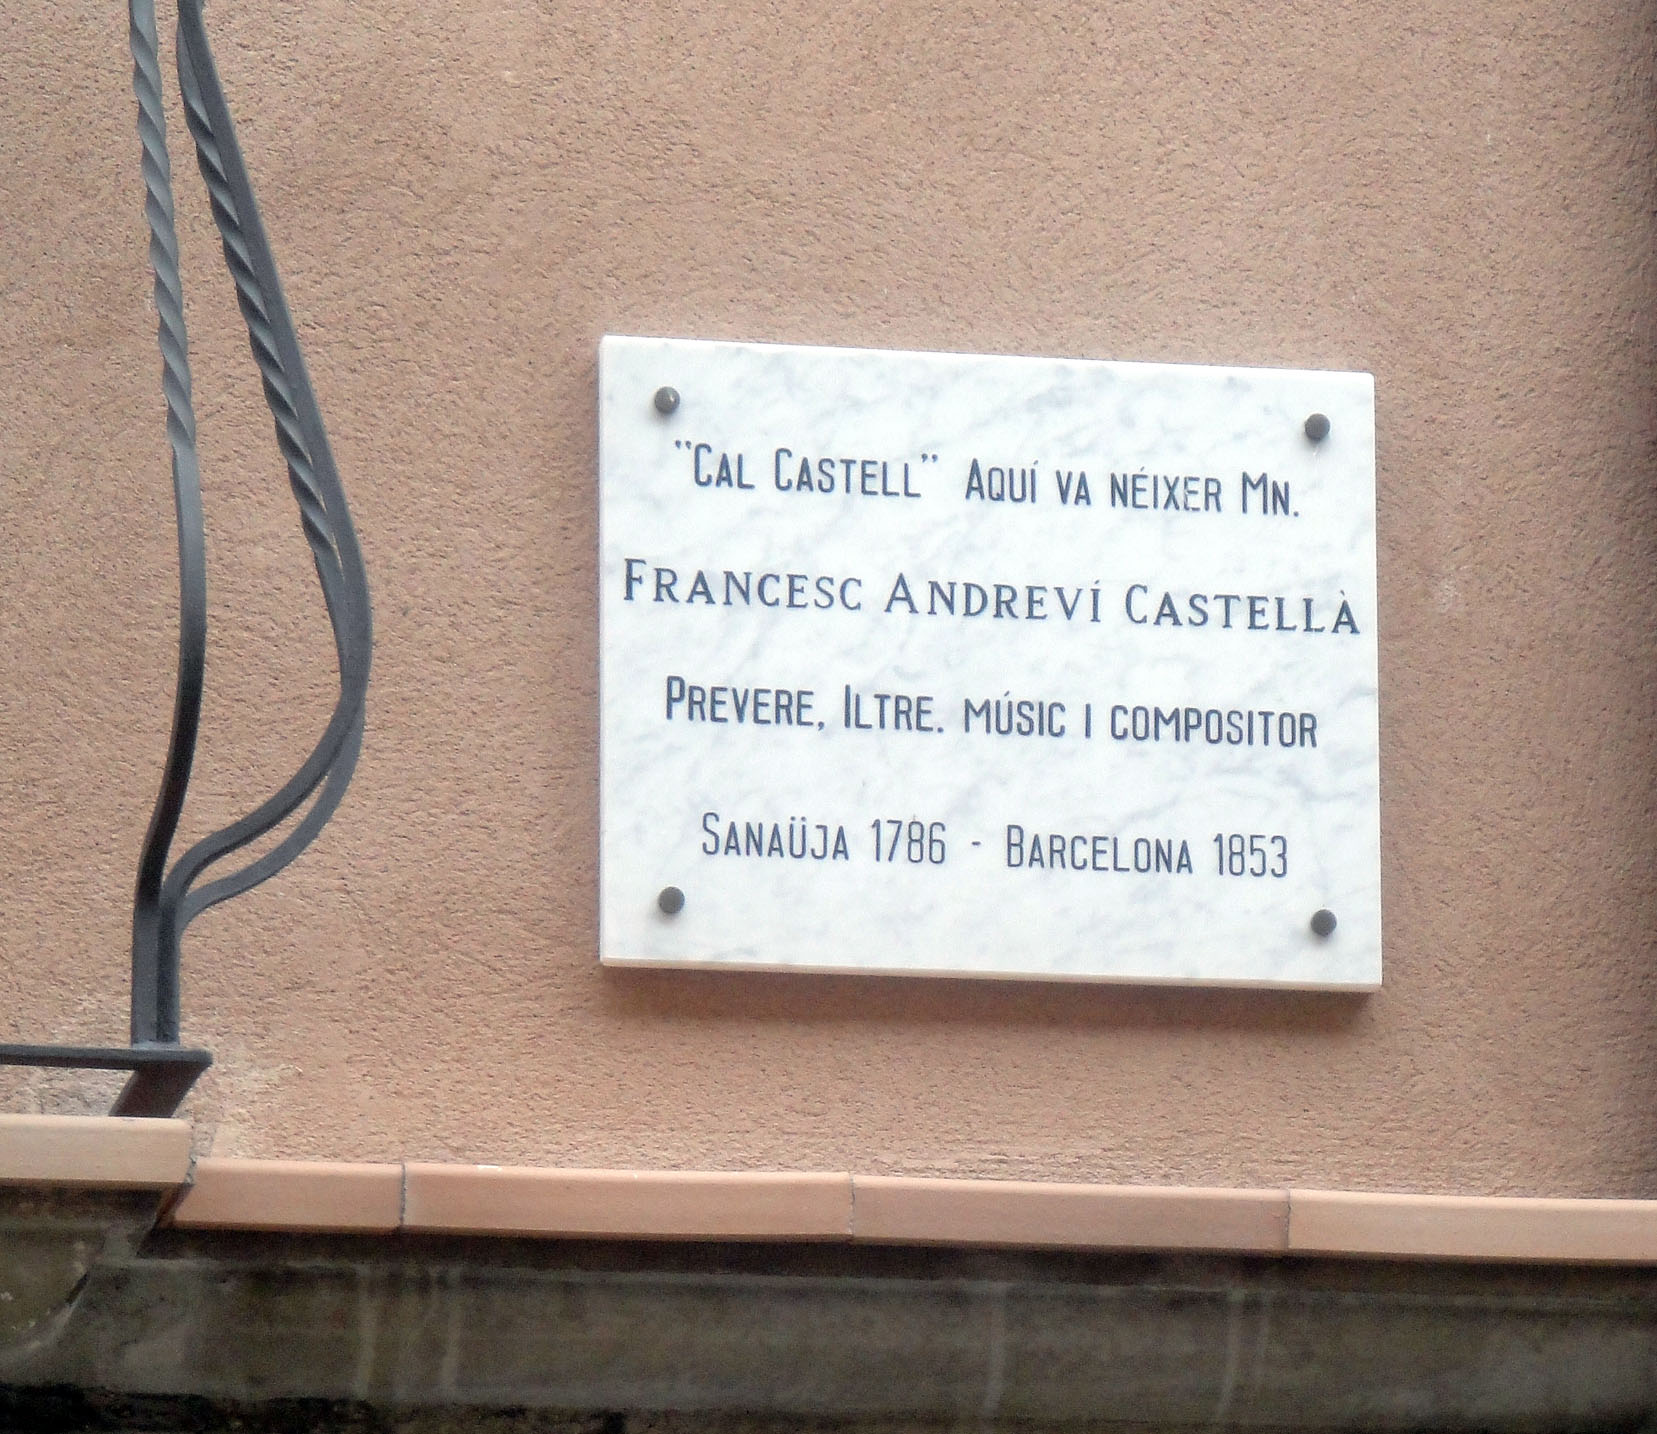 "Cal Castell" Aquí va néixer Mn.
Francesc Andreví Castellà
Prevere, Iltre. músic i compositor
Sanaüja 1786 - Barcelona 1853